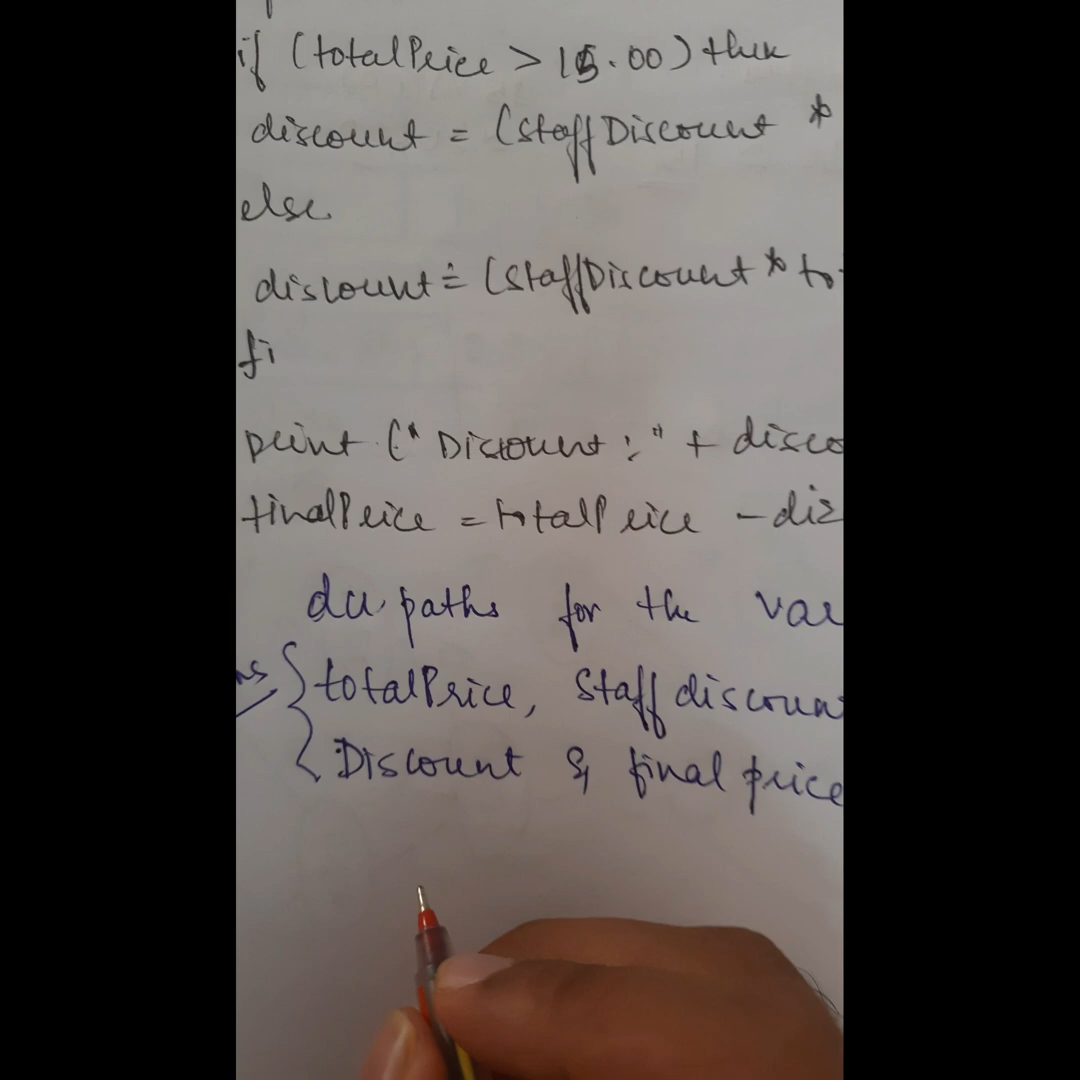 if (totalPrice > 15.00) then
discount = (staffDiscount *
else
discount = (staffDiscount * to
fi
print ("Discount : " + disco
finalPrice = totalPrice - dis
du paths for the var
totalPrice, Staff discoun
Discount & final price